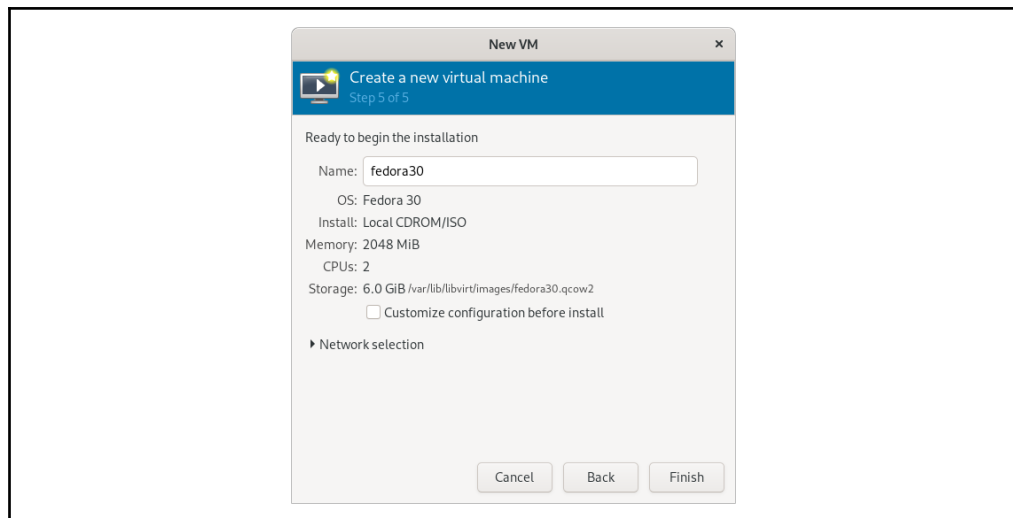 New VM ×
Create a new virtual machine
Step 5 of 5
Ready to begin the installation
Name: fedora30
OS: Fedora 30
Install: Local CDROM/ISO
Memory: 2048 MiB
CPUs: 2
Storage: 6.0 GiB /var/lib/libvirt/images/fedora30.qcow2
Customize configuration before install
Network selection
Cancel Back Finish